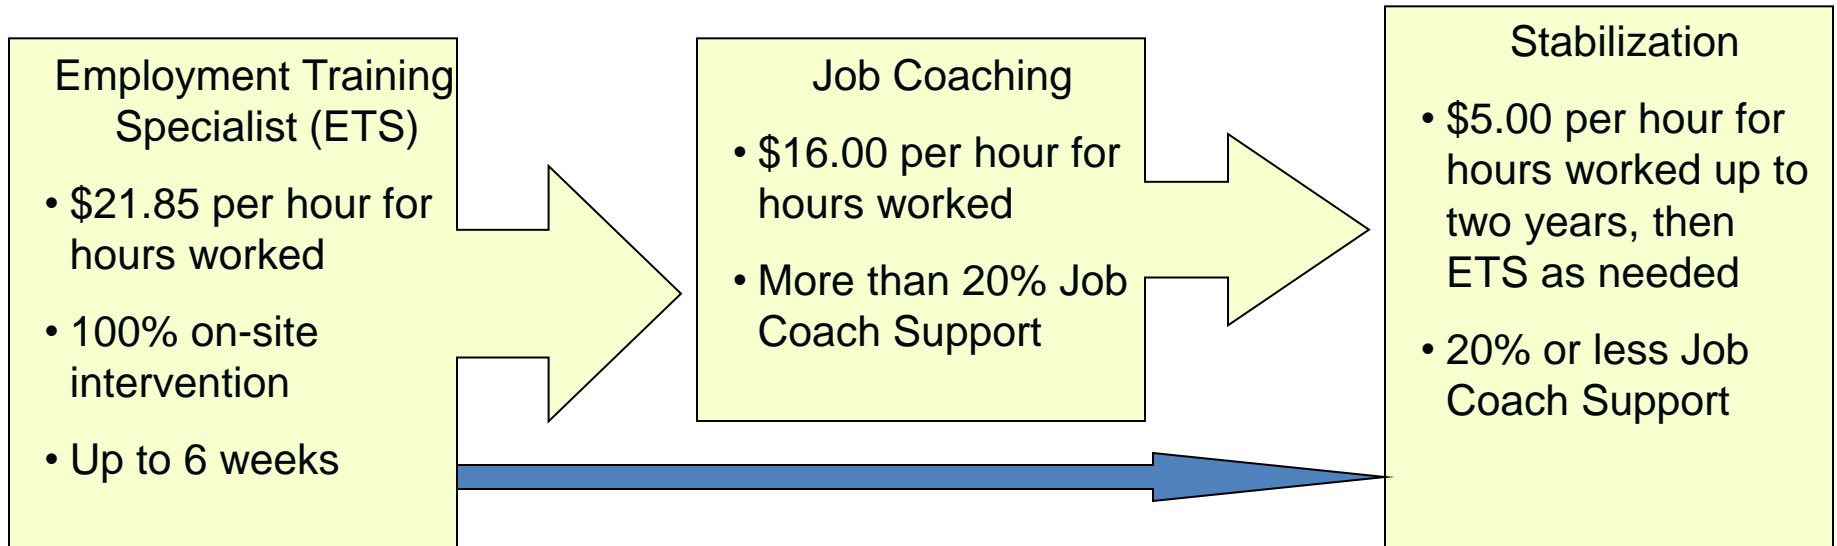 Employment Training
Specialist (ETS)
• $21.85 per hour for
hours worked
• 100% on-site
intervention
• Up to 6 weeks
Job Coaching
• $16.00 per hour for
hours worked
• More than 20% Job
Coach Support
Stabilization
• $5.00 per hour for
hours worked up to
two years, then
ETS as needed
• 20% or less Job
Coach Support